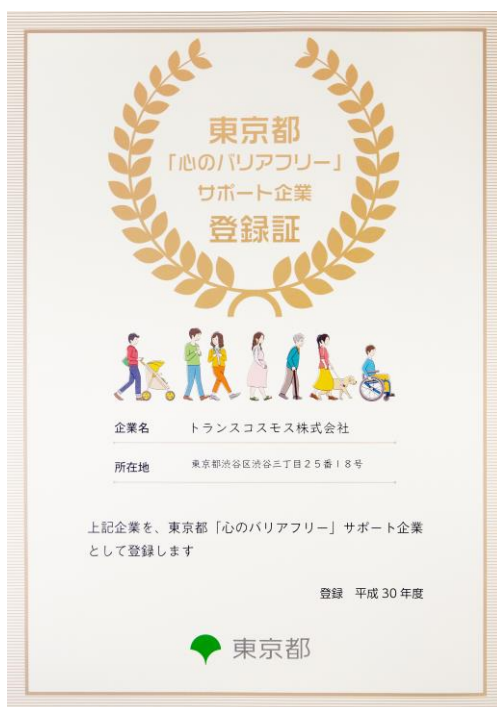 東京都
「心のバリアフリー」
サポート企業
登録証
企業名 トランスコスモス株式会社
所在地 東京都渋谷区渋谷三丁目25番18号
上記企業を、東京都「心のバリアフリー」サポート企業
として登録します
登録 平成30年度
東京都